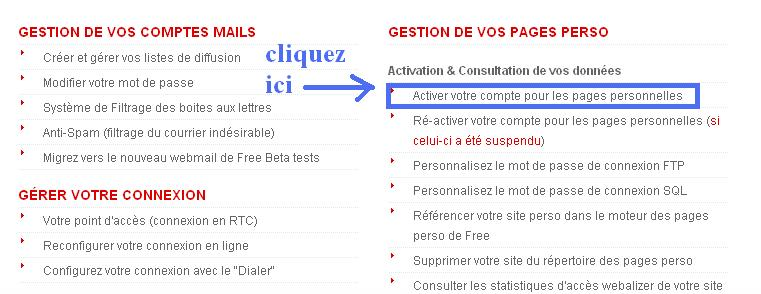 GESTION DE VOS COMPTES MAILS
Créer et gérer vos listes de diffusion
Modifier votre mot de passe
Système de Filtrage des boites aux lettres
Anti-Spam (filtrage du courrier indésirable)
Migrez vers le nouveau webmail de Free Beta tests
GÉRER VOTRE CONNEXION
Votre point d'accès (connexion en RTC)
Reconfigurer votre connexion en ligne
Configurez votre connexion avec le "Dialer"
cliquez
ici
GESTION DE VOS PAGES PERSO
Activation & Consultation de vos données
Activer votre compte pour les pages personnelles
Ré-activer votre compte pour les pages personnelles (si
celui-ci a été suspendu)
Personnalisez le mot de passe de connexion FTP
Personnalisez le mot de passe de connexion SQL
Référencer votre site perso dans le moteur des pages
perso de Free
Supprimer votre site du répertoire des pages perso
Consulter les statistiques d'accès webalizer de votre site